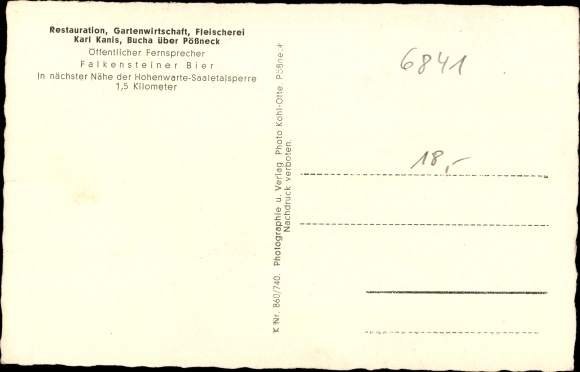 Restauration, Gartenwirtschaft, Fleischerei
Karl Kanis, Bucha über Pößneck
Öffentlicher Fernsprecher
Falkensteiner Bier
In nächster Nähe der Hohenwarte-Saaletalsperre
1,5 Kilometer
K Nr. 860/740. Photographie u. Verlag Photo Kohl-Otte, Pößneck
Nachdruck verboten.
6841
18,-